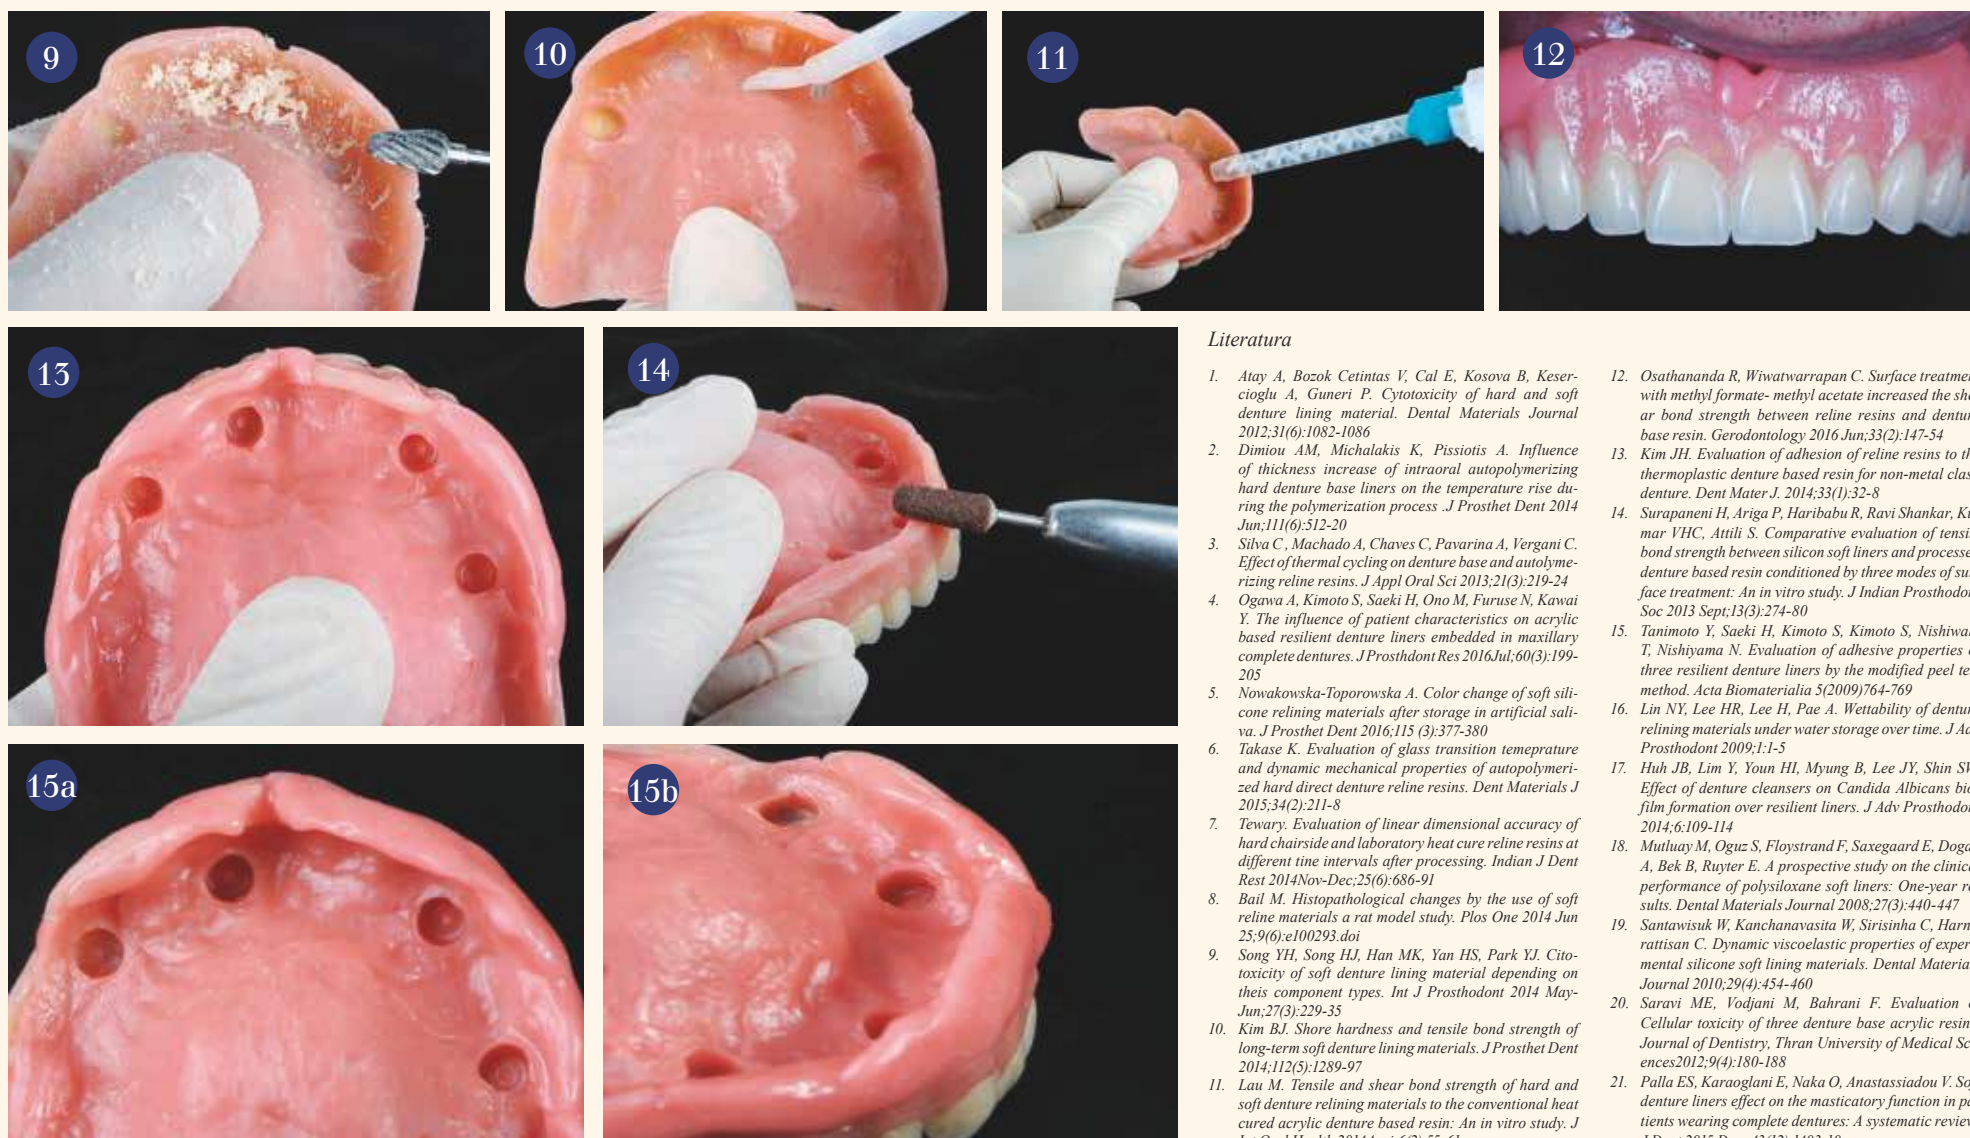 9
10
11
12
13
14
15a
15b
Literatura
1. Atay A, Bozok Cetintas V, Cal E, Kosova B, Keser-
cioglu A, Guneri P. Cytotoxicity of hard and soft
denture lining material. Dental Materials Journal
2012;31(6):1082-1086
2. Dimiou AM, Michalakis K, Pissiotis A. Influence
of thickness increase of intraoral autopolymerizing
hard denture base liners on the temperature rise du-
ring the polymerization process .J Prosthet Dent 2014
Jun;111(6):512-20
3. Silva C , Machado A, Chaves C, Pavarina A, Vergani C.
Effect of thermal cycling on denture base and autolyme-
rizing reline resins. J Appl Oral Sci 2013;21(3):219-24
4. Ogawa A, Kimoto S, Saeki H, Ono M, Furuse N, Kawai
Y. The influence of patient characteristics on acrylic
based resilient denture liners embedded in maxillary
complete dentures. J Prosthdont Res 2016Jul;60(3):199-
205
5. Nowakowska-Toporowska A. Color change of soft sili-
cone relining materials after storage in artificial sali-
va. J Prosthet Dent 2016;115 (3):377-380
6. Takase K. Evaluation of glass transition temeprature
and dynamic mechanical properties of autopolymeri-
zed hard direct denture reline resins. Dent Materials J
2015;34(2):211-8
7. Tewary. Evaluation of linear dimensional accuracy of
hard chairside and laboratory heat cure reline resins at
different tine intervals after processing. Indian J Dent
Rest 2014Nov-Dec;25(6):686-91
8. Bail M. Histopathological changes by the use of soft
reline materials a rat model study. Plos One 2014 Jun
25;9(6):e100293.doi
9. Song YH, Song HJ, Han MK, Yan HS, Park YJ. Cito-
toxicity of soft denture lining material depending on
theis component types. Int J Prosthodont 2014 May-
Jun;27(3):229-35
10. Kim BJ. Shore hardness and tensile bond strength of
long-term soft denture lining materials. J Prosthet Dent
2014;112(5):1289-97
11. Lau M. Tensile and shear bond strength of hard and
soft denture relining materials to the conventional heat
cured acrylic denture based resin: An in vitro study. J
12. Osathananda R, Wiwatwarrapan C. Surface treatmen
with methyl formate- methyl acetate increased the she
ar bond strength between reline resins and dentur
base resin. Gerodontology 2016 Jun;33(2):147-54
13. Kim JH. Evaluation of adhesion of reline resins to th
thermoplastic denture based resin for non-metal clas
denture. Dent Mater J. 2014;33(1):32-8
14. Surapaneni H, Ariga P, Haribabu R, Ravi Shankar, Ku
mar VHC, Attili S. Comparative evaluation of tensil
bond strength between silicon soft liners and processe
denture based resin conditioned by three modes of sur
face treatment: An in vitro study. J Indian Prosthodon
Soc 2013 Sept;13(3):274-80
15. Tanimoto Y, Saeki H, Kimoto S, Kimoto S, Nishiwak
T, Nishiyama N. Evaluation of adhesive properties o
three resilient denture liners by the modified peel te
method. Acta Biomaterialia 5(2009)764-769
16. Lin NY, Lee HR, Lee H, Pae A. Wettability of dentur
relining materials under water storage over time. J Ad
Prosthodont 2009;1:1-5
17. Huh JB, Lim Y, Youn HI, Myung B, Lee JY, Shin SW
Effect of denture cleansers on Candida Albicans bio
film formation over resilient liners. J Adv Prosthodon
2014;6:109-114
18. Mutluay M, Oguz S, Floystrand F, Saxegaard E, Doga
A, Bek B, Ruyter E. A prospective study on the clinica
performance of polysiloxane soft liners: One-year re
sults. Dental Materials Journal 2008;27(3):440-447
19. Santawisuk W, Kanchanavasita W, Sirisinha C, Harn
rattisan C. Dynamic viscoelastic properties of exper
mental silicone soft lining materials. Dental Material
Journal 2010;29(4):454-460
20. Saravi ME, Vodjani M, Bahrani F. Evaluation o
Cellular toxicity of three denture base acrylic resin
Journal of Dentistry, Thran University of Medical Sc
ences2012;9(4):180-188
21. Palla ES, Karaoglani E, Naka O, Anastassiadou V. So
denture liners effect on the masticatory function in pa
tients wearing complete dentures: A systematic review